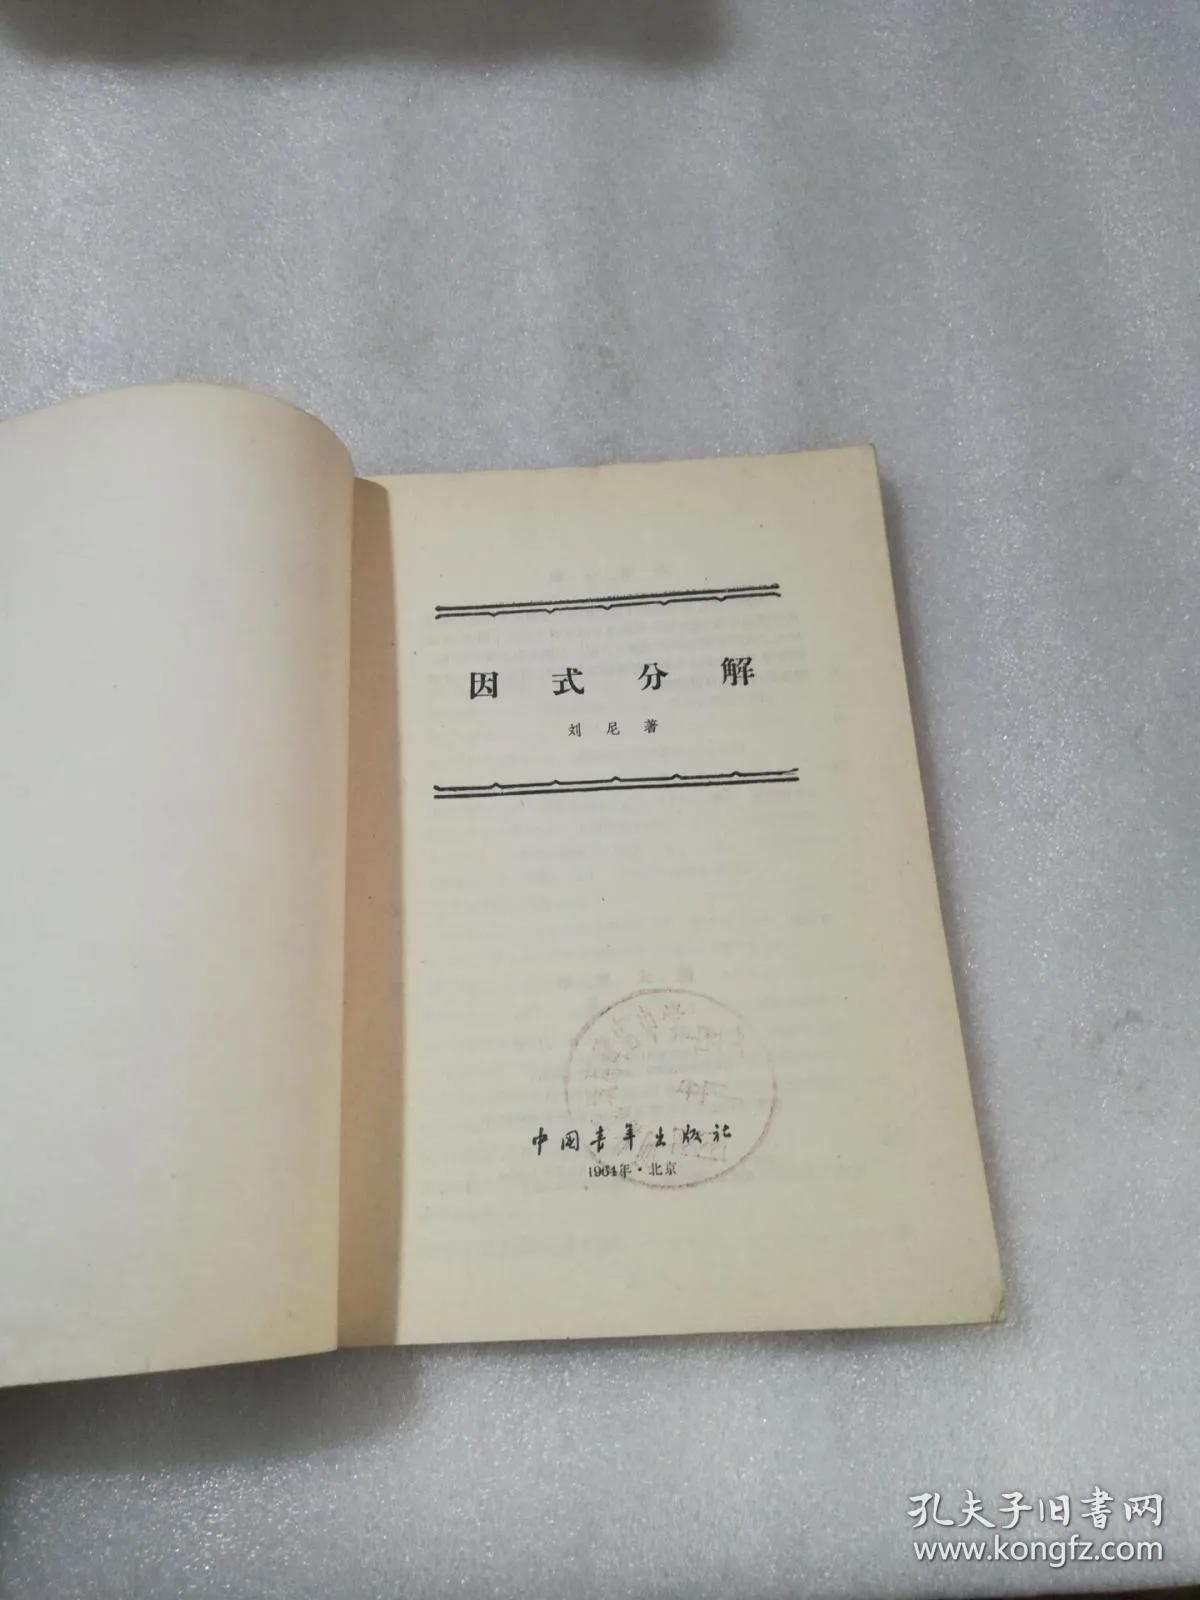 因式分解
刘尼著
中国青年出版社
1964年·北京
孔夫子旧书网
www.kongfz.com